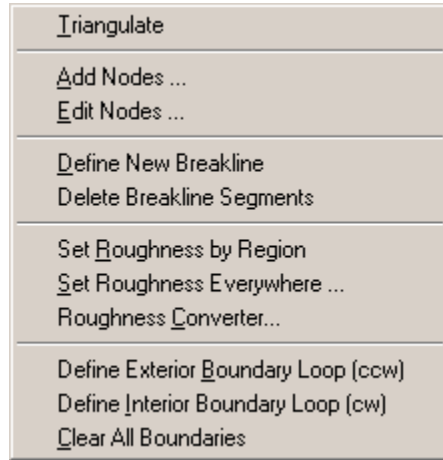 Triangulate
Add Nodes ...
Edit Nodes ...
Define New Breakline
Delete Breakline Segments
Set Roughness by Region
Set Roughness Everywhere ...
Roughness Converter...
Define Exterior Boundary Loop (ccw)
Define Interior Boundary Loop (cw)
Clear All Boundaries